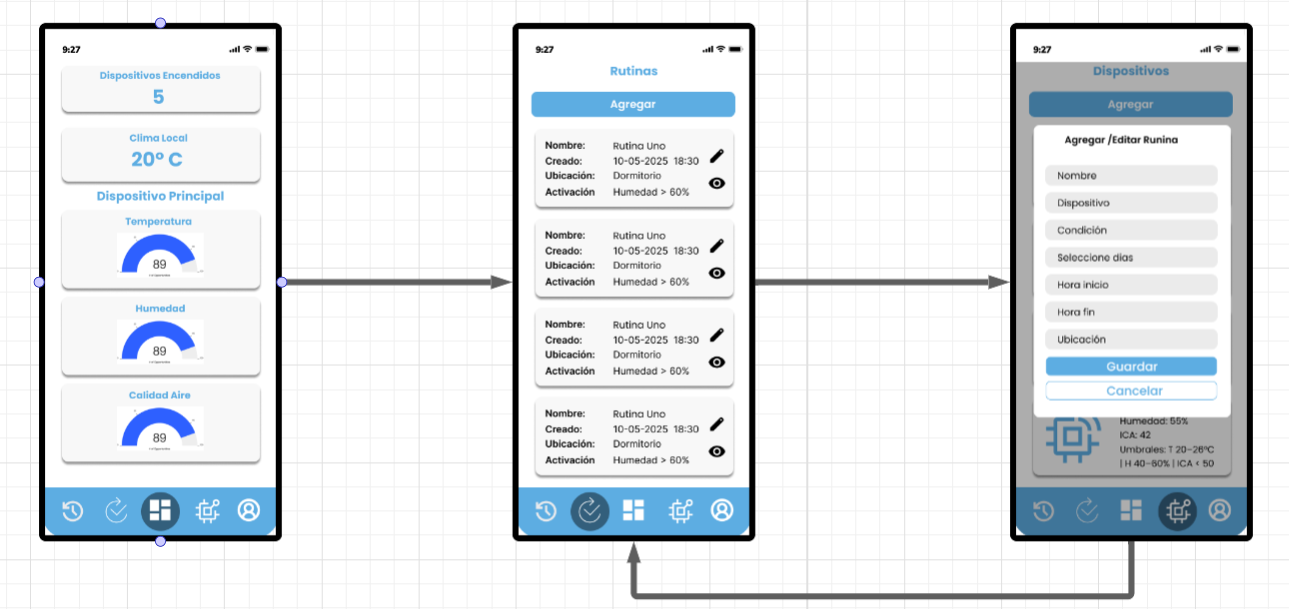 9:27
Dispositivos Encendidos
5
Clima Local
20° C
Dispositivo Principal
Temperatura
89
Humedad
89
Calidad Aire
89
9:27
Rutinas
Agregar
Nombre: Rutina Uno
Creado: 10-05-2025 18:30
Ubicación: Dormitorio
Activación Humedad > 60%
Nombre: Rutina Uno
Creado: 10-05-2025 18:30
Ubicación: Dormitorio
Activación Humedad > 60%
Nombre: Rutina Uno
Creado: 10-05-2025 18:30
Ubicación: Dormitorio
Activación Humedad > 60%
Nombre: Rutina Uno
Creado: 10-05-2025 18:30
Ubicación: Dormitorio
Activación Humedad > 60%
9:27
Dispositivos
Agregar
Agregar /Editar Runina
Nombre
Dispositivo
Condición
Seleccione dias
Hora inicio
Hora fin
Ubicación
Guardar
Cancelar
Humedad: 55%
ICA: 42
Umbrales: T 20–26°C
| H 40–60% | ICA < 50